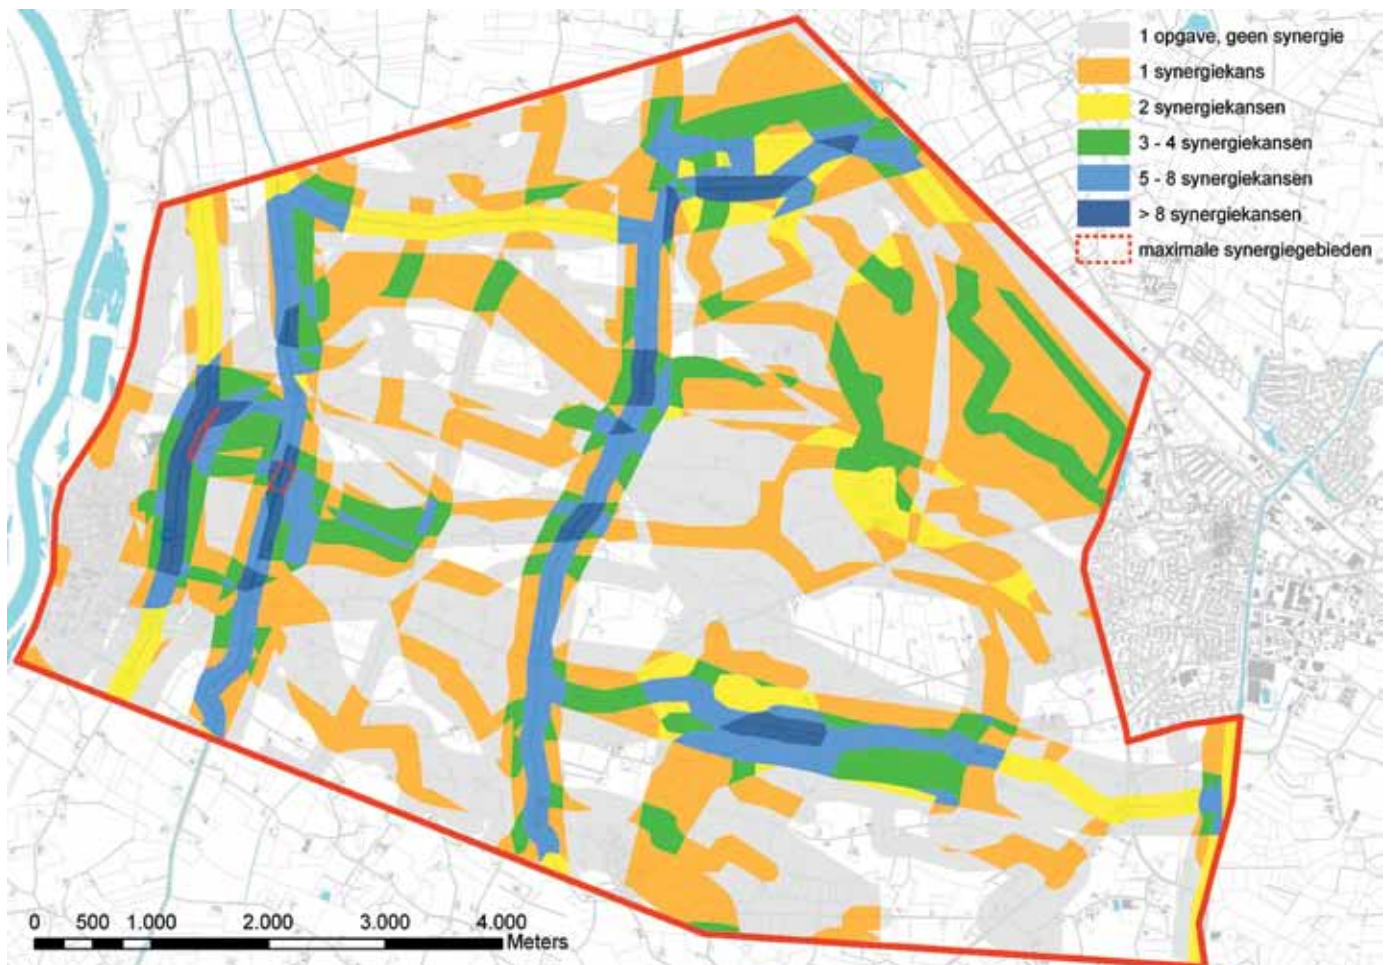 1 opgave, geen synergie
1 synergiekans
2 synergiekansen
3 - 4 synergiekansen
5 - 8 synergiekansen
> 8 synergiekansen
maximale synergiegebieden
0 500 1.000 2.000 3.000 4.000
Meters